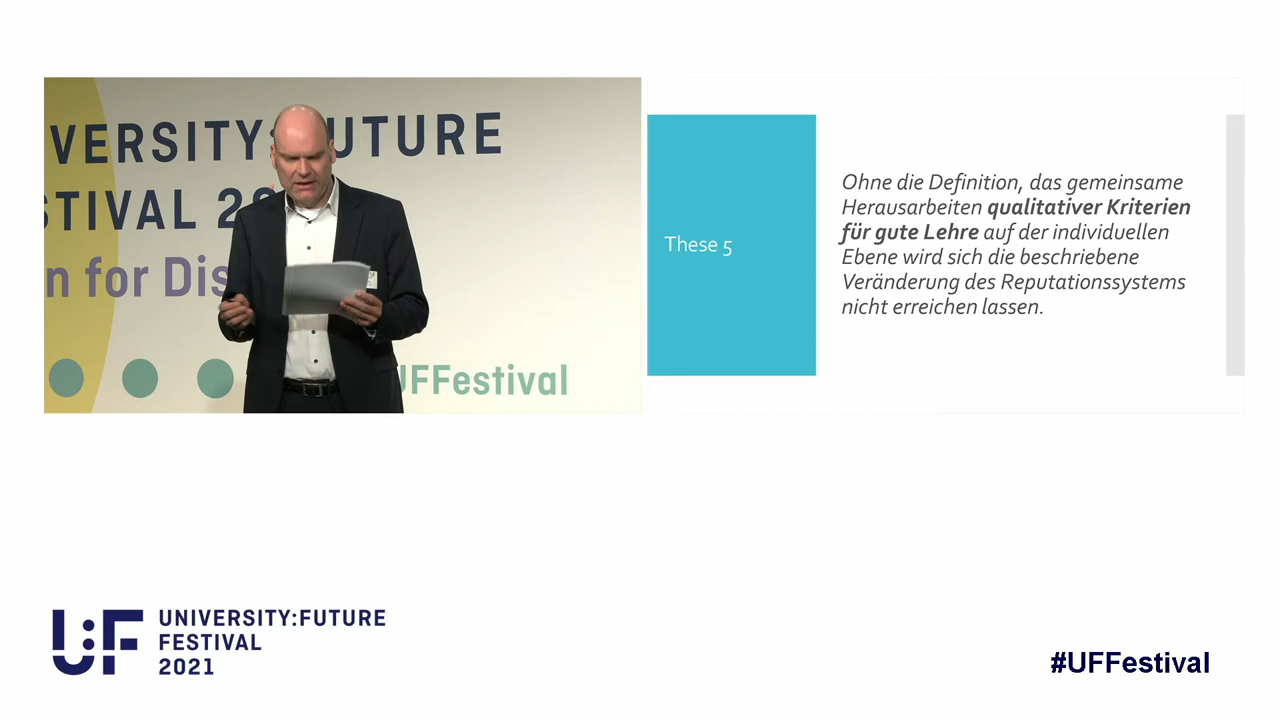 VERSITY:FUTURE
STIVAL 20
n for Dis
UFFestival
These 5
Ohne die Definition, das gemeinsame
Herausarbeiten qualitativer Kriterien
für gute Lehre auf der individuellen
Ebene wird sich die beschriebene
Veränderung des Reputationssystems
nicht erreichen lassen.
U:F
UNIVERSITY:FUTURE
FESTIVAL
2021
#UFFestival